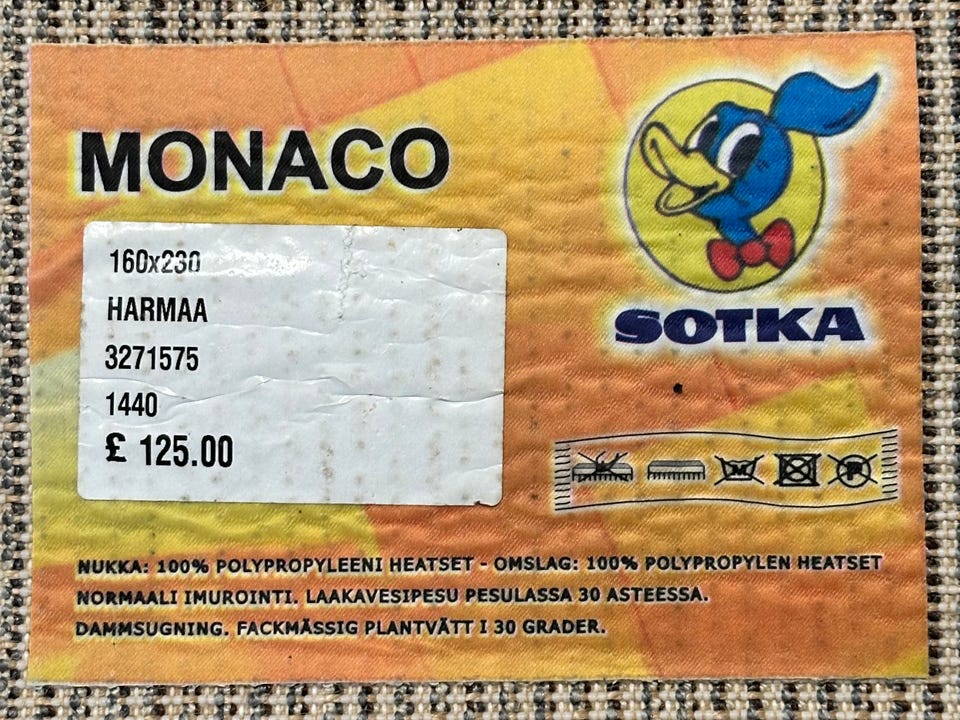 MONACO
160x230
HARMAA
3271575
1440
£ 125.00
SOTKA
M
P
NUKKA: 100% POLYPROPYLEENI HEATSET - OMSLAG: 100% POLYPROPYLEN HEATSET
NORMAALI IMUROINTI. LAAKAVESIPESU PESULASSA 30 ASTEESSA.
DAMMSUGNING. FACKMÄSSIG PLANTVÄTT I 30 GRADER.